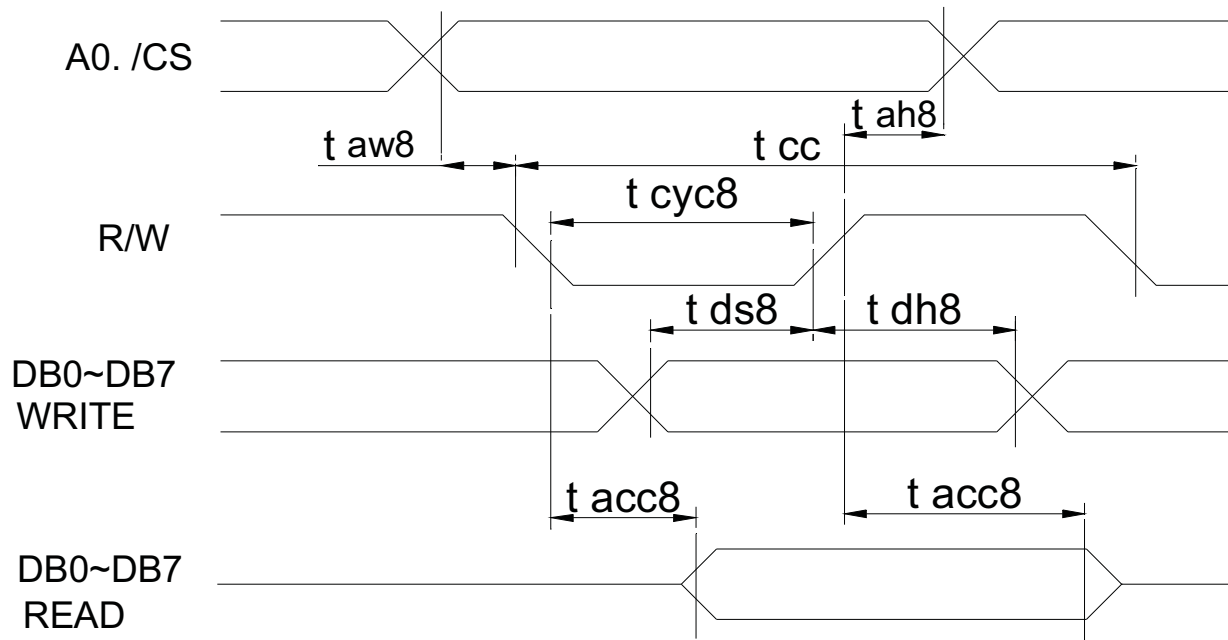 A0. /CS
t ah8
t aw8
t cc
t cyc8
R/W
t ds8
t dh8
DB0~DB7
WRITE
t acc8
t acc8
DB0~DB7
READ